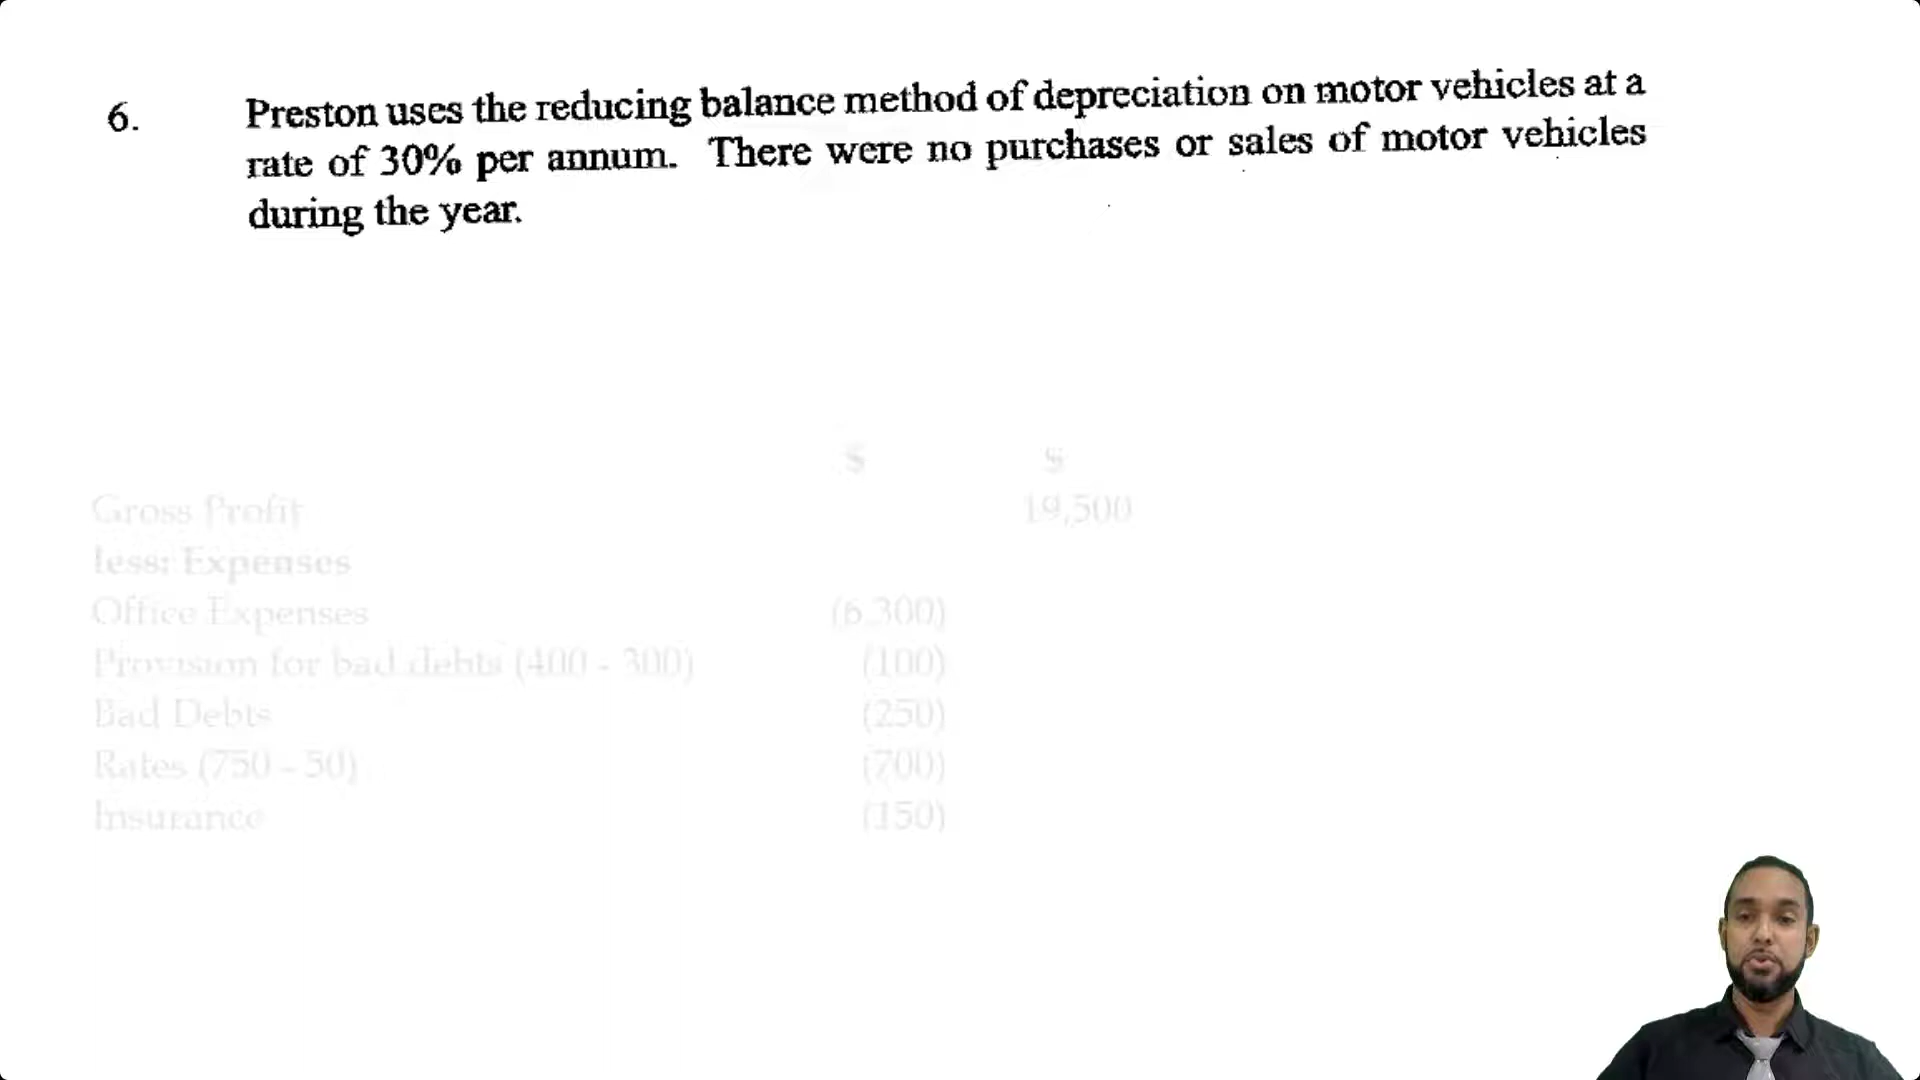 6. Preston uses the reducing balance method of depreciation on motor vehicles at a
rate of 30% per annum. There were no purchases or sales of motor vehicles
during the year.
$ $
Gross Profit 19,500
less: Expenses
Office Expenses (6,300)
Provision for bad debts (400 - 300) (100)
Bad Debts (250)
Rates (750 – 50) (700)
Insurance (150)